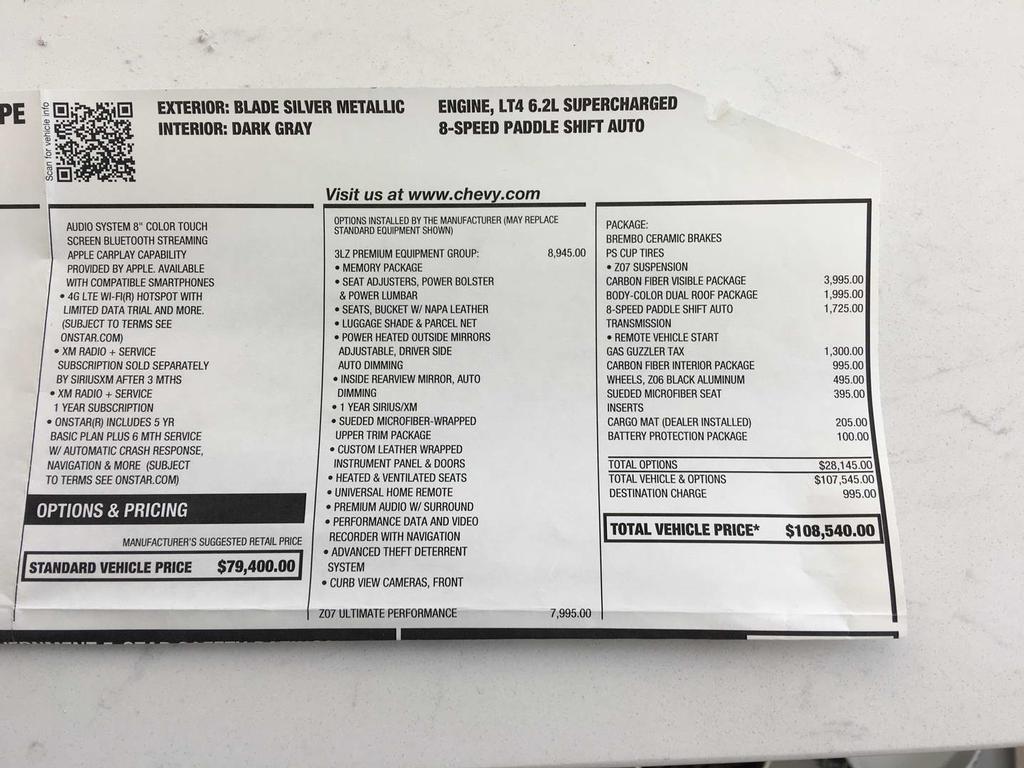 PE
Scan for vehicle info
EXTERIOR: BLADE SILVER METALLIC
INTERIOR: DARK GRAY
ENGINE, LT4 6.2L SUPERCHARGED
8-SPEED PADDLE SHIFT AUTO
Visit us at www.chevy.com
AUDIO SYSTEM 8" COLOR TOUCH
SCREEN BLUETOOTH STREAMING
APPLE CARPLAY CAPABILITY
PROVIDED BY APPLE. AVAILABLE
WITH COMPATIBLE SMARTPHONES
• 4G LTE WI-FI(R) HOTSPOT WITH
LIMITED DATA TRIAL AND MORE.
(SUBJECT TO TERMS SEE
ONSTAR.COM)
• XM RADIO + SERVICE
SUBSCRIPTION SOLD SEPARATELY
BY SIRIUSXM AFTER 3 MTHS
• XM RADIO + SERVICE
1 YEAR SUBSCRIPTION
• ONSTAR(R) INCLUDES 5 YR
BASIC PLAN PLUS 6 MTH SERVICE
W/ AUTOMATIC CRASH RESPONSE,
NAVIGATION & MORE (SUBJECT
TO TERMS SEE ONSTAR.COM)
OPTIONS & PRICING
MANUFACTURER'S SUGGESTED RETAIL PRICE
STANDARD VEHICLE PRICE $79,400.00
OPTIONS INSTALLED BY THE MANUFACTURER (MAY REPLACE
STANDARD EQUIPMENT SHOWN)
3LZ PREMIUM EQUIPMENT GROUP: 8,945.00
• MEMORY PACKAGE
• SEAT ADJUSTERS, POWER BOLSTER
& POWER LUMBAR
• SEATS, BUCKET W/ NAPA LEATHER
• LUGGAGE SHADE & PARCEL NET
• POWER HEATED OUTSIDE MIRRORS
ADJUSTABLE, DRIVER SIDE
AUTO DIMMING
• INSIDE REARVIEW MIRROR, AUTO
DIMMING
• 1 YEAR SIRIUS/XM
• SUEDED MICROFIBER-WRAPPED
UPPER TRIM PACKAGE
• CUSTOM LEATHER WRAPPED
INSTRUMENT PANEL & DOORS
• HEATED & VENTILATED SEATS
• UNIVERSAL HOME REMOTE
• PREMIUM AUDIO W/ SURROUND
• PERFORMANCE DATA AND VIDEO
RECORDER WITH NAVIGATION
• ADVANCED THEFT DETERRENT
SYSTEM
• CURB VIEW CAMERAS, FRONT
Z07 ULTIMATE PERFORMANCE 7,995.00
PACKAGE:
BREMBO CERAMIC BRAKES
PS CUP TIRES
• Z07 SUSPENSION
CARBON FIBER VISIBLE PACKAGE 3,995.00
BODY-COLOR DUAL ROOF PACKAGE 1,995.00
8-SPEED PADDLE SHIFT AUTO 1,725.00
TRANSMISSION
• REMOTE VEHICLE START
GAS GUZZLER TAX 1,300.00
CARBON FIBER INTERIOR PACKAGE 995.00
WHEELS, Z06 BLACK ALUMINUM 495.00
SUEDED MICROFIBER SEAT 395.00
INSERTS
CARGO MAT (DEALER INSTALLED) 205.00
BATTERY PROTECTION PACKAGE 100.00
TOTAL OPTIONS $28,145.00
TOTAL VEHICLE & OPTIONS $107,545.00
DESTINATION CHARGE 995.00
TOTAL VEHICLE PRICE* $108,540.00